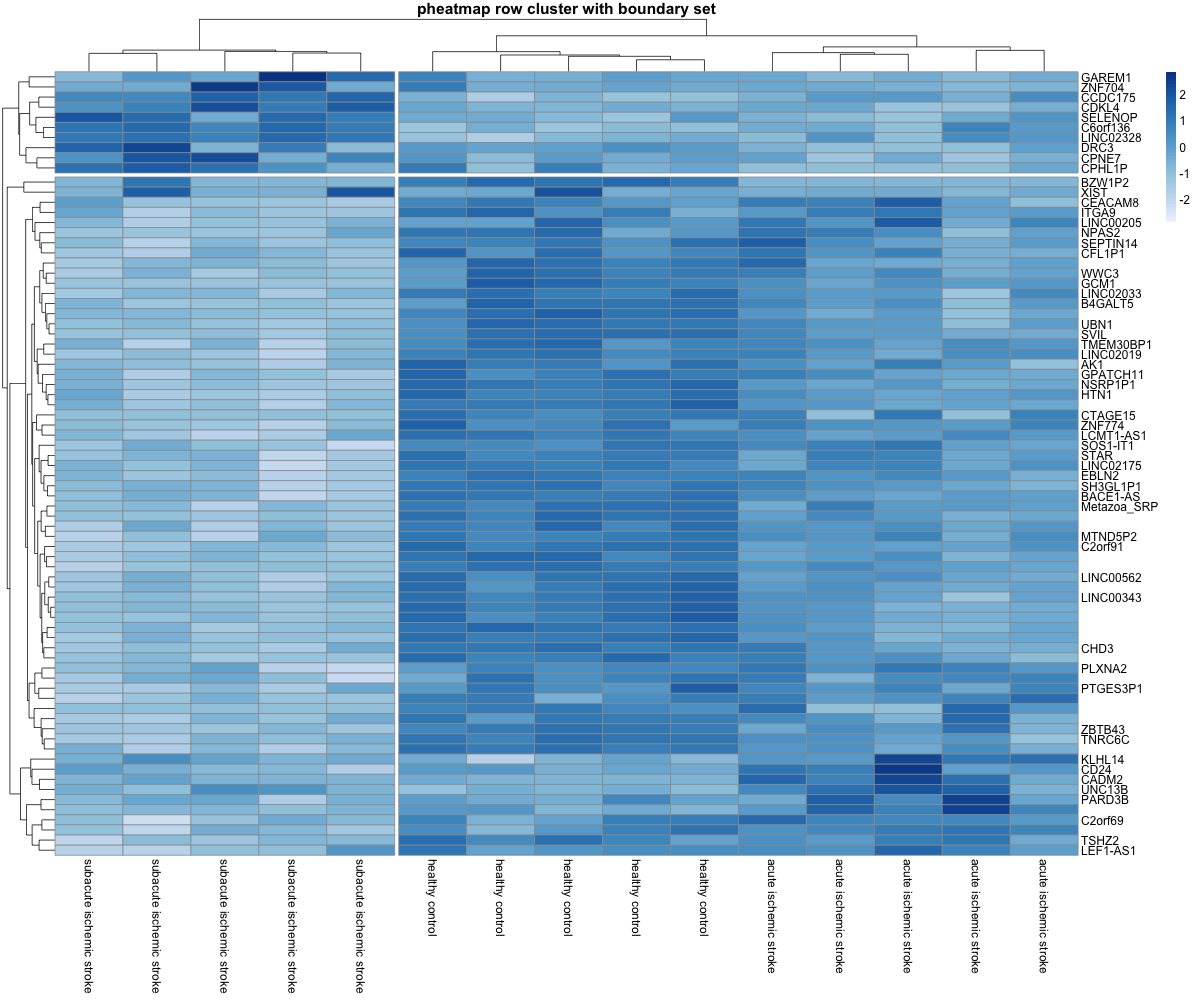 pheatmap row cluster with boundary set
GAREM1
ZNF704
CCDC175
CDKL4
SELENOP
C6orf136
LINC02328
DRC3
CPNE7
CPHL1P
BZW1P2
XIST
CEACAM8
ITGA9
LINC00205
NPAS2
SEPTIN14
CFL1P1
WWC3
GCM1
LINC02033
B4GALT5
UBN1
SVIL
TMEM30BP1
LINC02019
AK1
GPATCH11
NSRP1P1
HTN1
CTAGE15
ZNF774
LCMT1-AS1
SOS1-IT1
STAR
LINC02175
EBLN2
SH3GL1P1
BACE1-AS
Metazoa_SRP
MTND5P2
C2orf91
LINC00562
LINC00343
CHD3
PLXNA2
PTGES3P1
ZBTB43
TNRC6C
KLHL14
CD24
CADM2
UNC13B
PARD3B
C2orf69
TSHZ2
LEF1-AS1
2
1
0
-1
-2
subacute ischemic stroke
subacute ischemic stroke
subacute ischemic stroke
subacute ischemic stroke
subacute ischemic stroke
healthy control
healthy control
healthy control
healthy control
healthy control
acute ischemic stroke
acute ischemic stroke
acute ischemic stroke
acute ischemic stroke
acute ischemic stroke